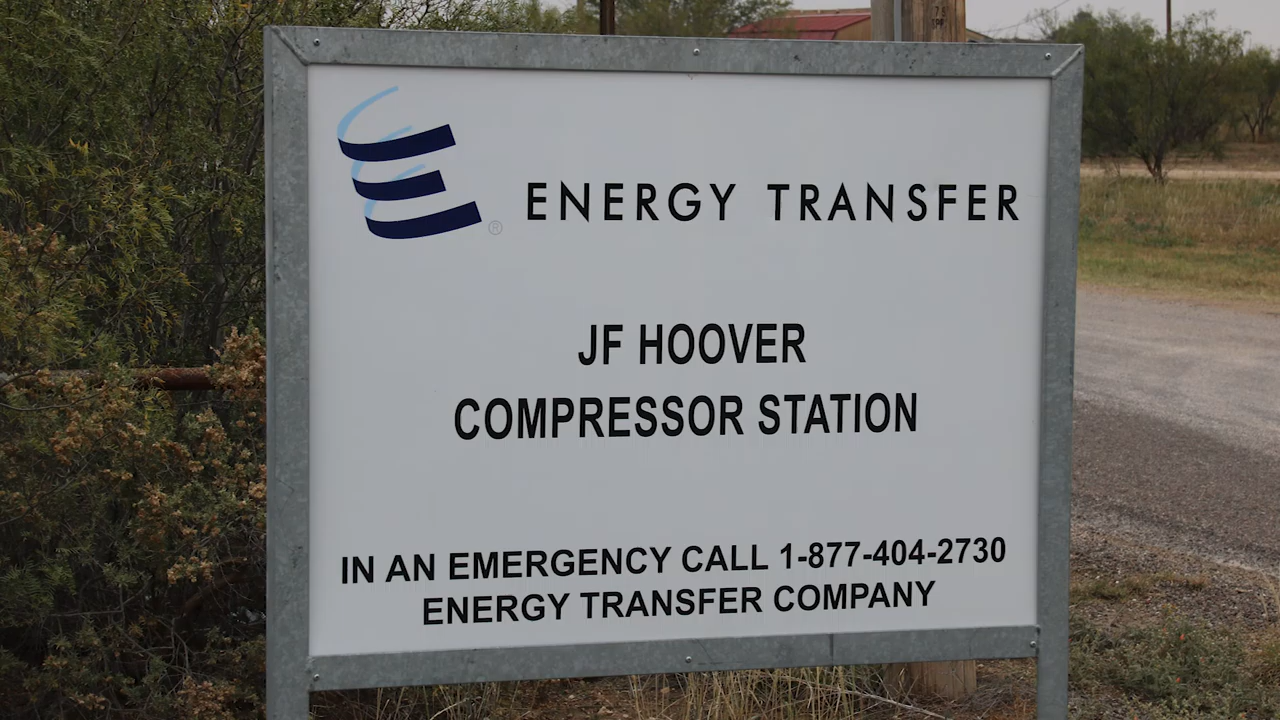 ENERGY TRANSFER
®
JF HOOVER
COMPRESSOR STATION
IN AN EMERGENCY CALL 1-877-404-2730
ENERGY TRANSFER COMPANY